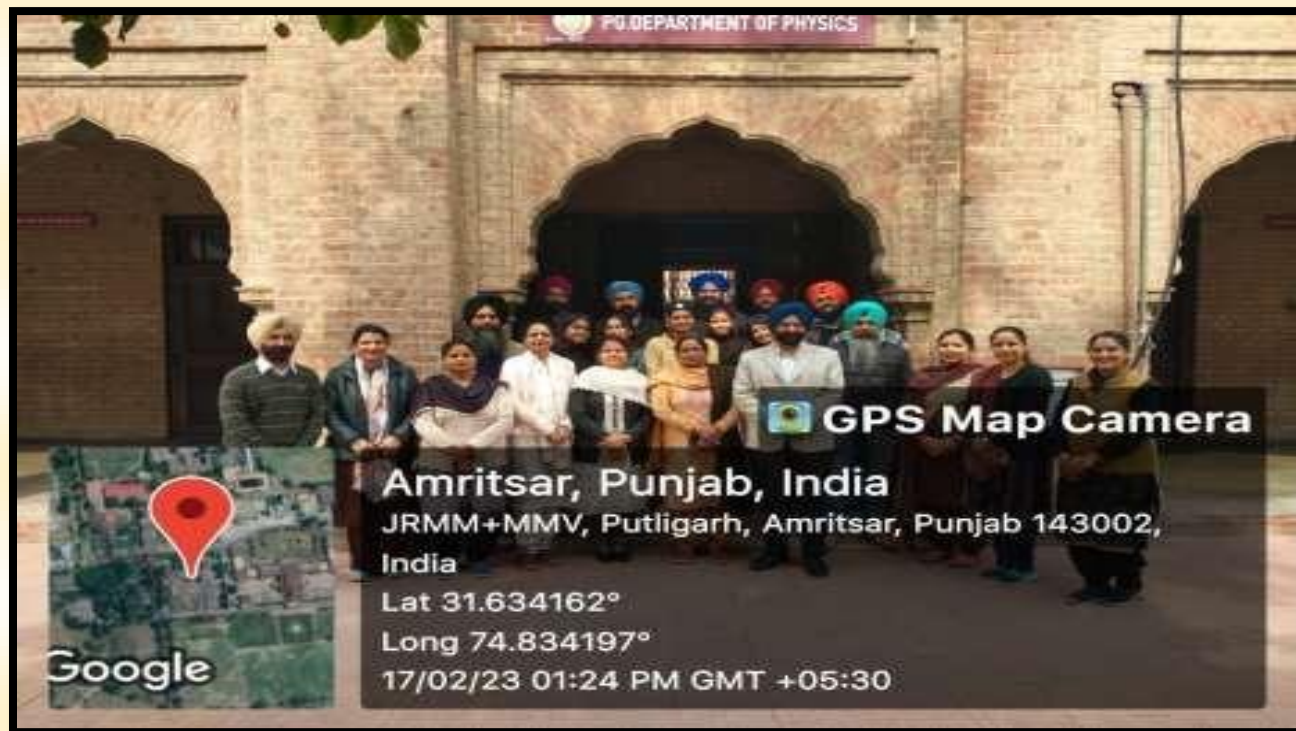 PG.DEPARTMENT OF PHYSICS
GPS Map Camera
Amritsar, Punjab, India
JRMM+MMV, Putligarh, Amritsar, Punjab 143002,
India
Lat 31.634162°
Long 74.834197°
17/02/23 01:24 PM GMT +05:30
Google